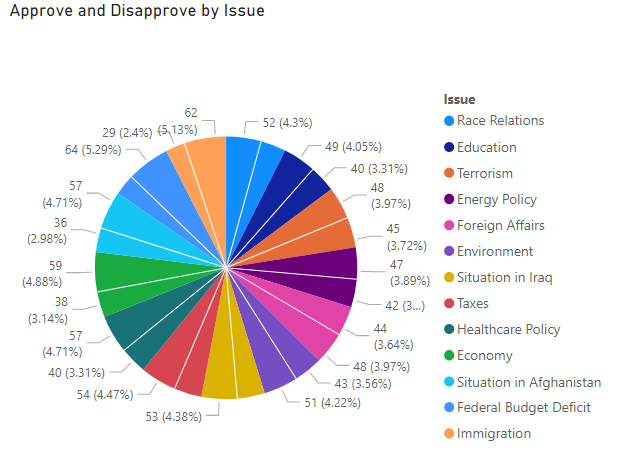 Approve and Disapprove by Issue
62
(5.13%)
52 (4.3%)
29 (2.4%)
49 (4.05%)
64 (5.29%)
40 (3.31%)
57
(4.71%)
48
(3.97%)
36
(2.98%)
45
(3.72%)
59
(4.88%)
47
(3.89%)
38
(3.14%)
42 (3...)
57
(4.71%)
44
(3.64%)
40 (3.31%)
48 (3.97%)
54 (4.47%)
43 (3.56%)
53 (4.38%)
51 (4.22%)
Issue
Race Relations
Education
Terrorism
Energy Policy
Foreign Affairs
Environment
Situation in Iraq
Taxes
Healthcare Policy
Economy
Situation in Afghanistan
Federal Budget Deficit
Immigration